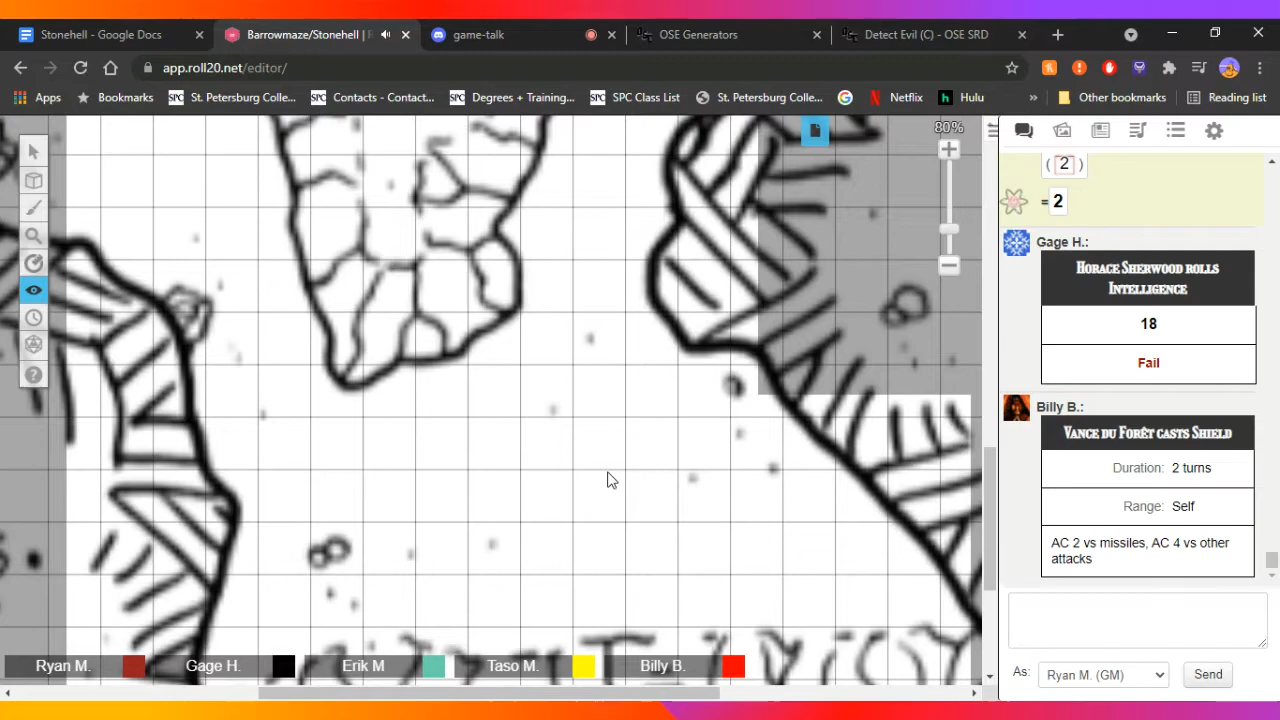 Stonehell - Google Docs
Barrowmaze/Stonehell |
game-talk
OSE Generators
Detect Evil (C) - OSE SRD
app.roll20.net/editor/
Apps
Bookmarks
St. Petersburg Colle...
Contacts - Contact...
Degrees + Training...
SPC Class List
St. Petersburg Colle...
Netflix
Hulu
»
Other bookmarks
Reading list
80%
( 2 )
= 2
Gage H.:
Horace Sherwood rolls
Intelligence
18
Fail
Billy B.:
Vance du Forêt casts Shield
Duration: 2 turns
Range: Self
AC 2 vs missiles, AC 4 vs other
attacks
Ryan M.
Gage H.
Erik M
Taso M.
Billy B.
As:
Ryan M. (GM)
Send